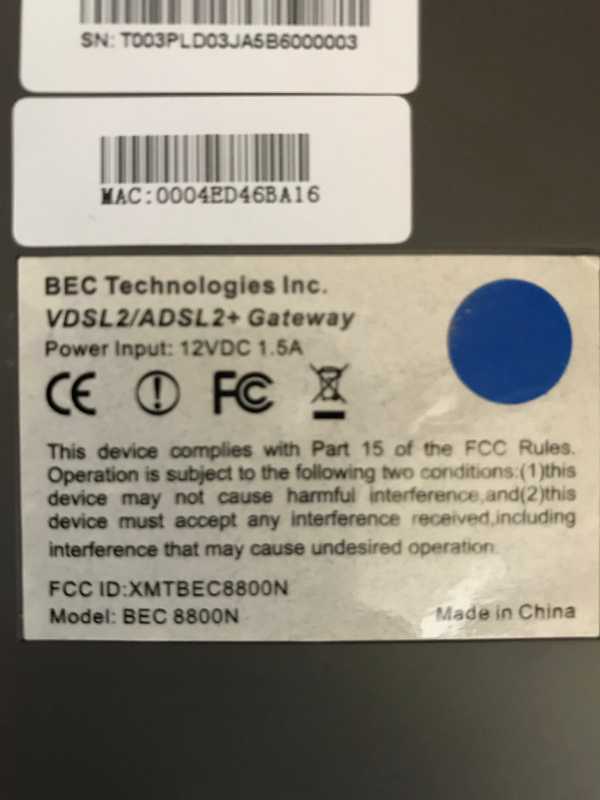 SN: T003PLD03JA5B6000003
MAC:0004ED46BA16
BEC Technologies Inc.
VDSL2/ADSL2+ Gateway
Power Input: 12VDC 1.5A
CE FC
This device complies with Part 15 of the FCC Rules.
Operation is subject to the following two conditions:(1)this
device may not cause harmful interference,and(2)this
device must accept any interference received,including
interference that may cause undesired operation.
FCC ID:XMTBEC8800N
Model: BEC 8800N Made in China